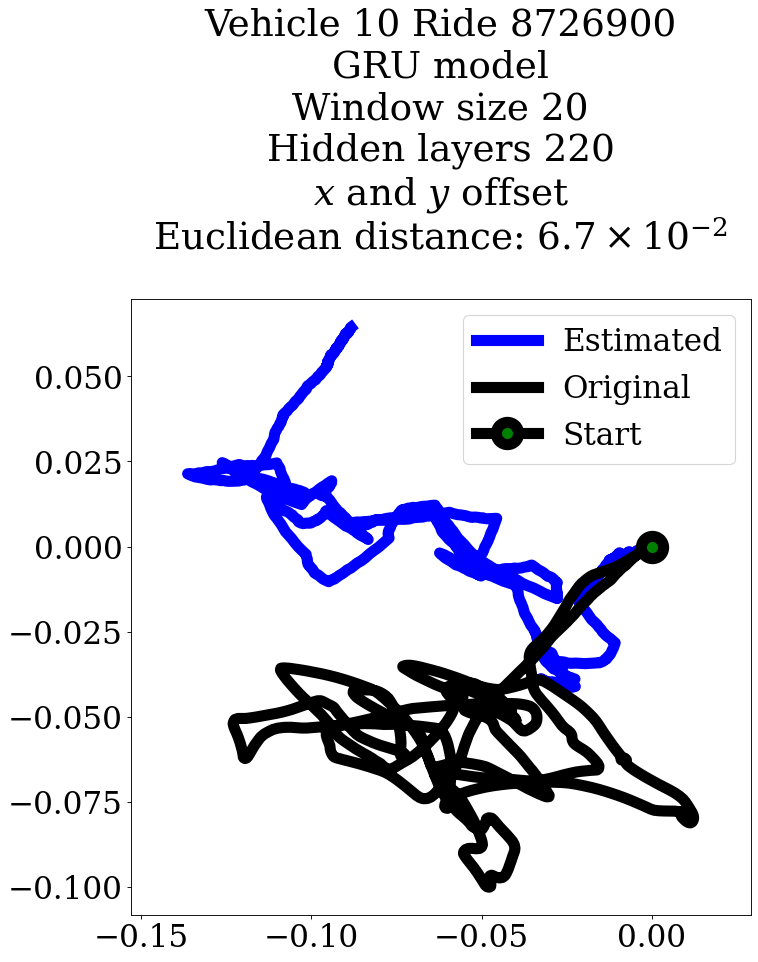 Vehicle 10 Ride 8726900
GRU model
Window size 20
Hidden layers 220
x and y offset
Euclidean distance: 6.7 × 10⁻²
Estimated
Original
Start
0.050
0.025
0.000
−0.025
−0.050
−0.075
−0.100
−0.15 −0.10 −0.05 0.00